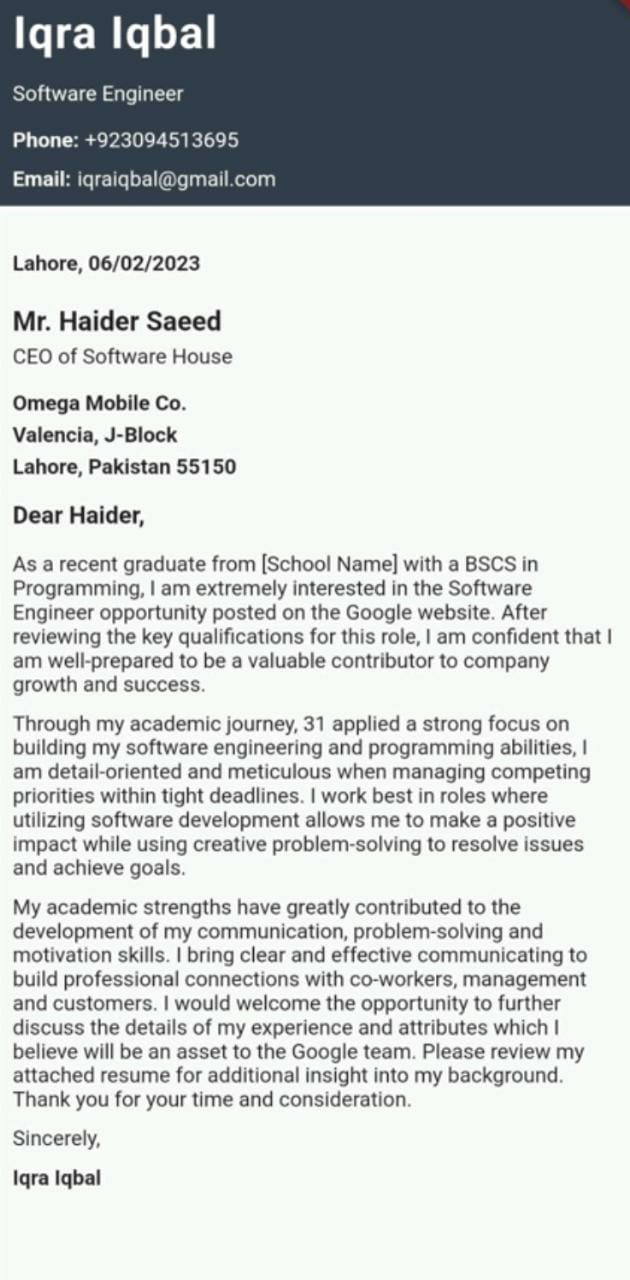 Iqra Iqbal
Software Engineer
Phone: +923094513695
Email: iqraiqbal@gmail.com
Lahore, 06/02/2023
Mr. Haider Saeed
CEO of Software House
Omega Mobile Co.
Valencia, J-Block
Lahore, Pakistan 55150
Dear Haider,
As a recent graduate from [School Name] with a BSCS in
Programming, I am extremely interested in the Software
Engineer opportunity posted on the Google website. After
reviewing the key qualifications for this role, I am confident that I
am well-prepared to be a valuable contributor to company
growth and success.
Through my academic journey, 31 applied a strong focus on
building my software engineering and programming abilities, I
am detail-oriented and meticulous when managing competing
priorities within tight deadlines. I work best in roles where
utilizing software development allows me to make a positive
impact while using creative problem-solving to resolve issues
and achieve goals.
My academic strengths have greatly contributed to the
development of my communication, problem-solving and
motivation skills. I bring clear and effective communicating to
build professional connections with co-workers, management
and customers. I would welcome the opportunity to further
discuss the details of my experience and attributes which I
believe will be an asset to the Google team. Please review my
attached resume for additional insight into my background.
Thank you for your time and consideration.
Sincerely,
Iqra Iqbal